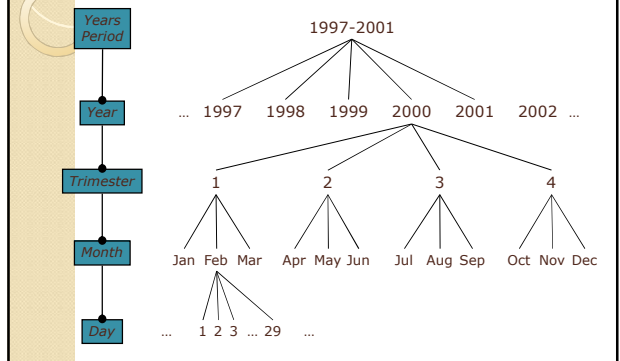 Years
Period
1997-2001
Year
... 1997 1998 1999 2000 2001 2002 ...
Trimester
1 2 3 4
Month
Jan Feb Mar Apr May Jun Jul Aug Sep Oct Nov Dec
Day
... 1 2 3 ... 29 ...